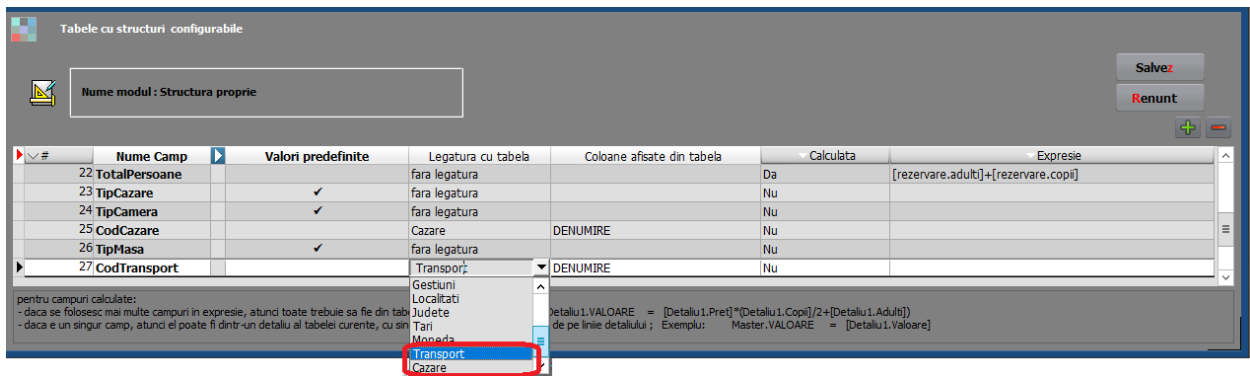 Tabele cu structuri configurabile
Salvez
Nume modul : Structura proprie
Renunt
# Nume Camp Valori predefinite Legatura cu tabela Coloane afisate din tabela Calculata Expresie
22 TotalPersoane fara legatura Da [rezervare.adulti]+[rezervare.copii]
23 TipCazare ✔ fara legatura Nu
24 TipCamera ✔ fara legatura Nu
25 CodCazare Cazare DENUMIRE Nu
26 TipMasa ✔ fara legatura Nu
27 CodTransport Transport DENUMIRE Nu
Gestiuni
Localitati
Judete
Tari
Moneda
Transport
Cazare
pentru campuri calculate:
- daca se folosesc mai multe campuri in expresie, atunci toate trebuie sa fie din Detaliu1.VALOARE = [Detaliu1.Pret]*(Detaliu1.Copii]/2+[Detaliu1.Adulti])
- daca e un singur camp, atunci el poate fi dintr-un detaliu al tabelei curente, cu de pe liniie detaliului ; Exemplu: Master.VALOARE = [Detaliu1.Valoare]